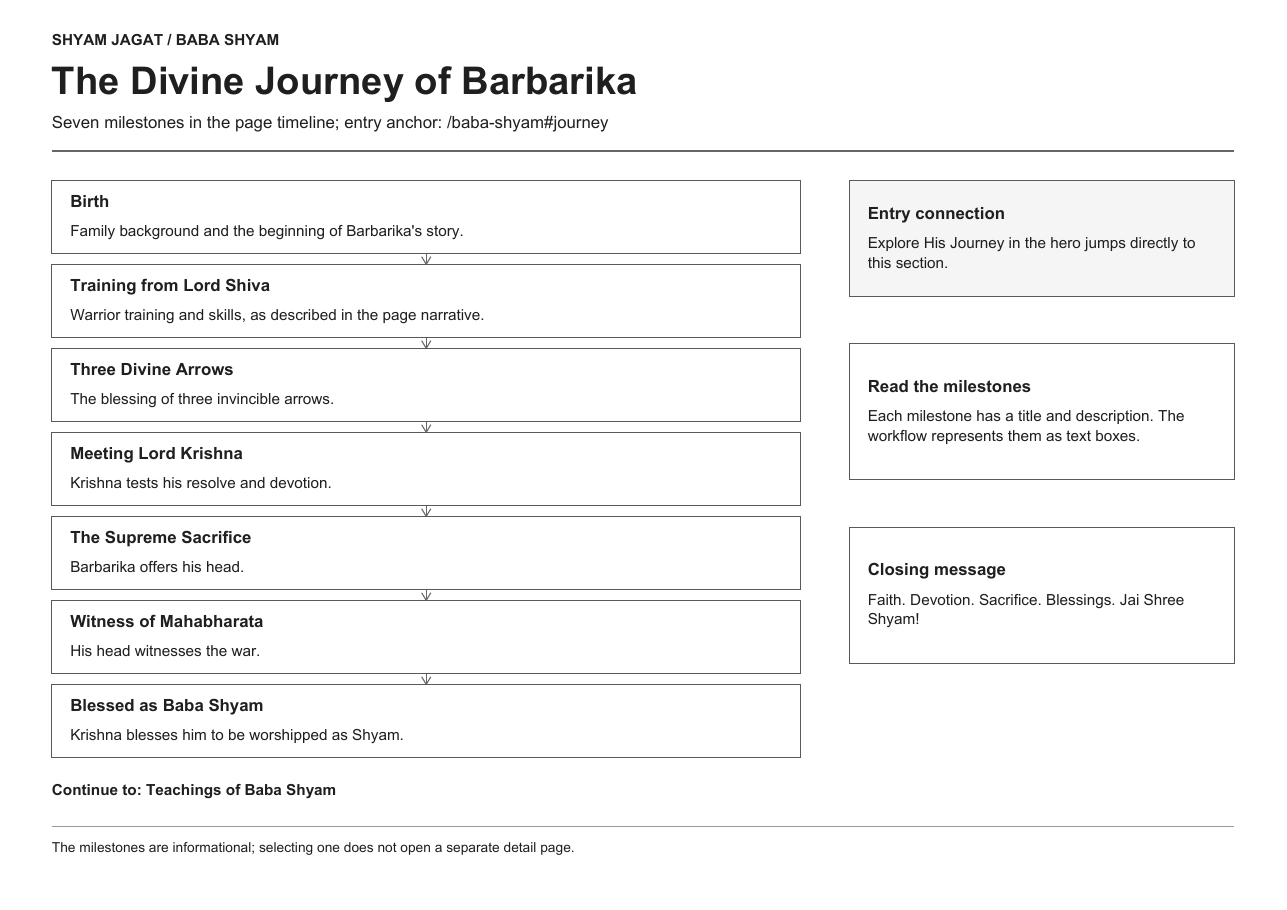 SHYAM JAGAT / BABA SHYAM
The Divine Journey of Barbarika
Seven milestones in the page timeline; entry anchor: /baba-shyam#journey
Birth
Family background and the beginning of Barbarika's story.
Training from Lord Shiva
Warrior training and skills, as described in the page narrative.
Three Divine Arrows
The blessing of three invincible arrows.
Meeting Lord Krishna
Krishna tests his resolve and devotion.
The Supreme Sacrifice
Barbarika offers his head.
Witness of Mahabharata
His head witnesses the war.
Blessed as Baba Shyam
Krishna blesses him to be worshipped as Shyam.
Entry connection
Explore His Journey in the hero jumps directly to
this section.
Read the milestones
Each milestone has a title and description. The
workflow represents them as text boxes.
Closing message
Faith. Devotion. Sacrifice. Blessings. Jai Shree
Shyam!
Continue to: Teachings of Baba Shyam
The milestones are informational; selecting one does not open a separate detail page.